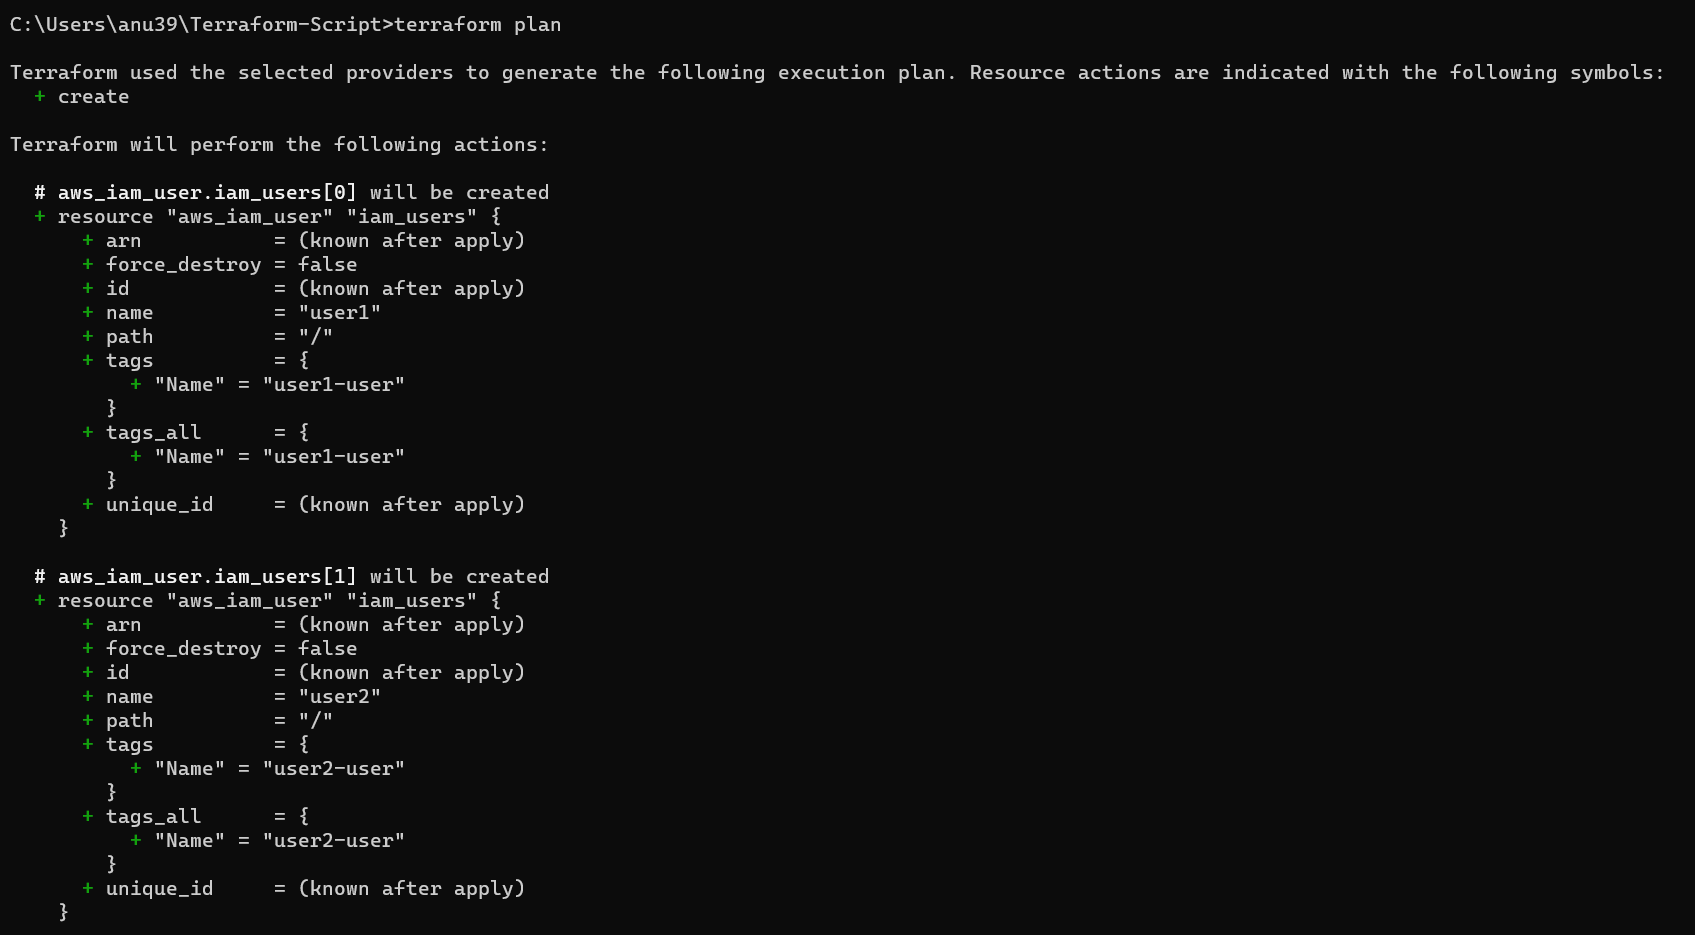 C:\Users\anu39\Terraform-Script>terraform plan
Terraform used the selected providers to generate the following execution plan. Resource actions are indicated with the following symbols:
  + create
Terraform will perform the following actions:
  # aws_iam_user.iam_users[0] will be created
  + resource "aws_iam_user" "iam_users" {
      + arn           = (known after apply)
      + force_destroy = false
      + id            = (known after apply)
      + name          = "user1"
      + path          = "/"
      + tags          = {
          + "Name" = "user1-user"
        }
      + tags_all      = {
          + "Name" = "user1-user"
        }
      + unique_id     = (known after apply)
    }
  # aws_iam_user.iam_users[1] will be created
  + resource "aws_iam_user" "iam_users" {
      + arn           = (known after apply)
      + force_destroy = false
      + id            = (known after apply)
      + name          = "user2"
      + path          = "/"
      + tags          = {
          + "Name" = "user2-user"
        }
      + tags_all      = {
          + "Name" = "user2-user"
        }
      + unique_id     = (known after apply)
    }